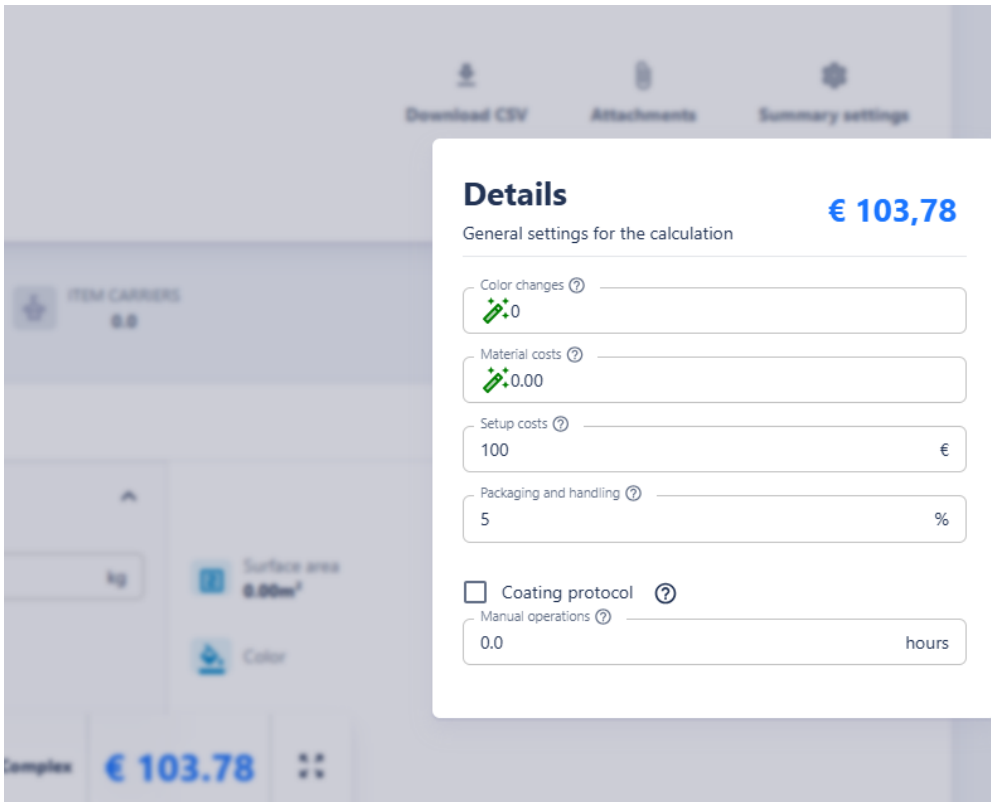 Download CSV
Attachments
Summary settings
Details
€ 103,78
General settings for the calculation
ITEM CARRIERS
0.0
Color changes
0
Material costs
0.00
Setup costs
100 €
Packaging and handling
5 %
kg
Surface area
0.00m²
Coating protocol
Manual operations
0.0 hours
Color
Complex
€ 103.78